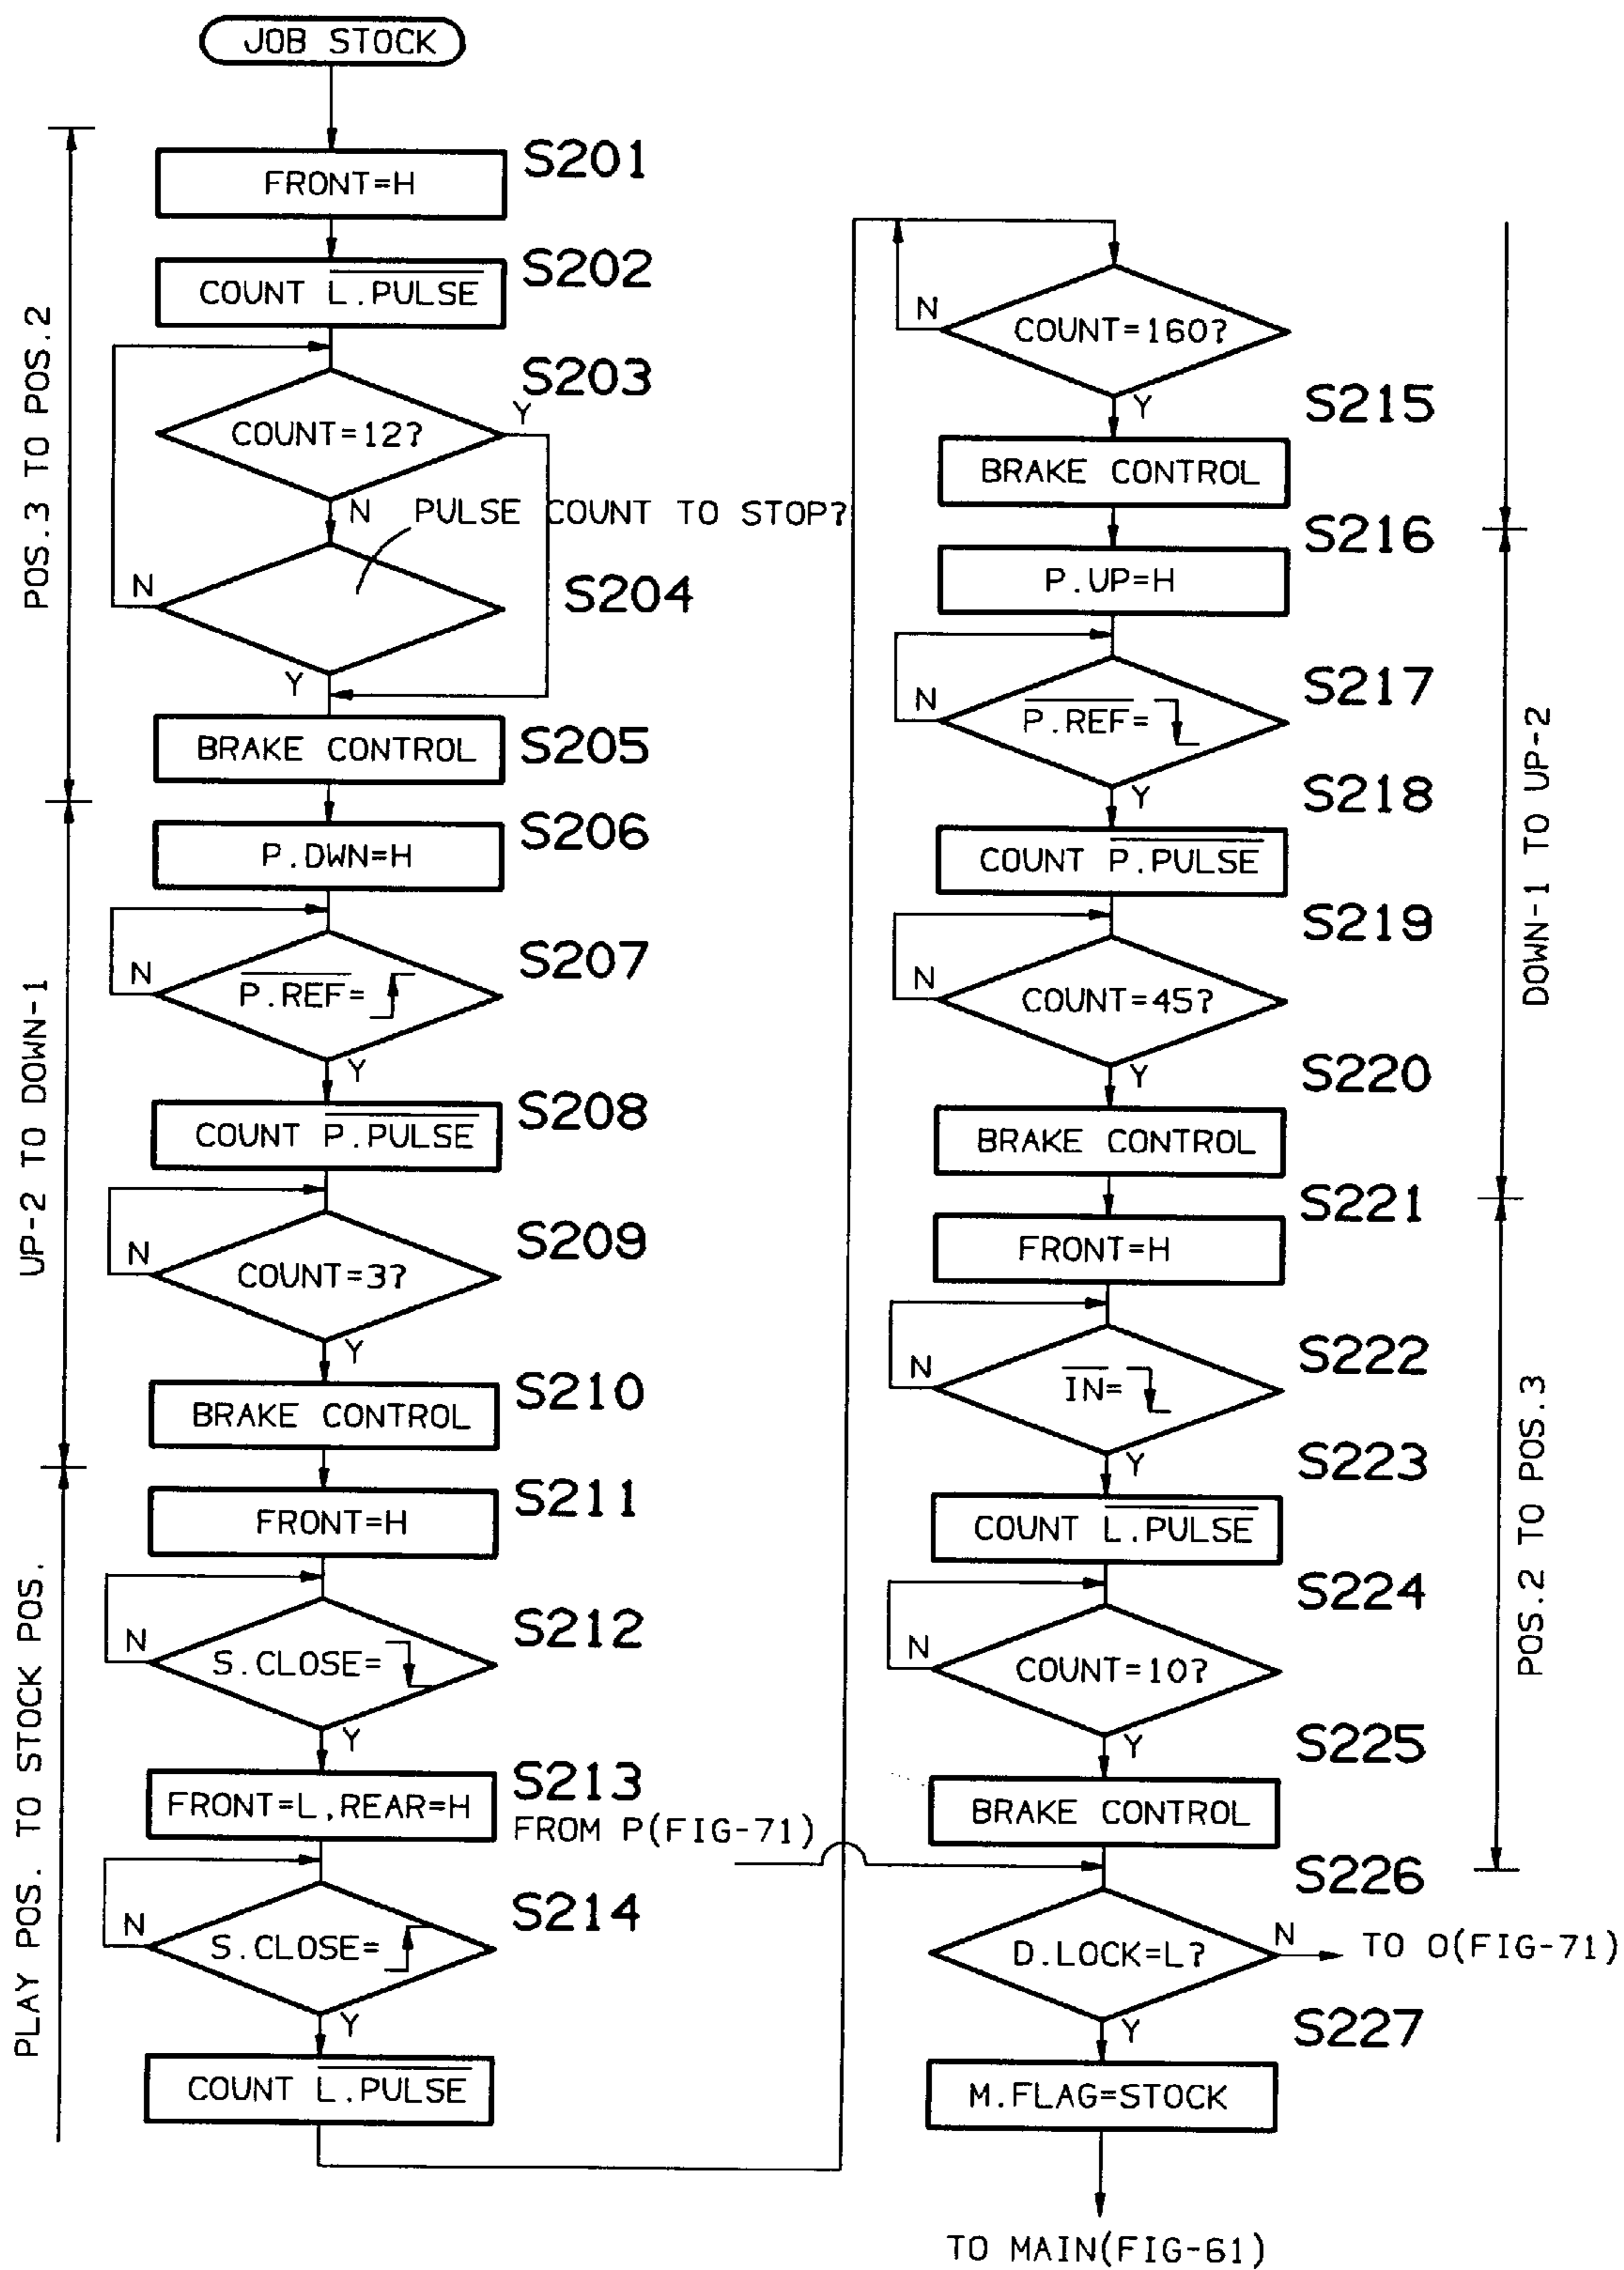 JOB STOCK
POS.3 TO POS.2
FRONT=H
S201
COUNT L.PULSE
S202
COUNT=12?
S203
Y
N
PULSE COUNT TO STOP?
N
S204
Y
BRAKE CONTROL
S205
UP-2 TO DOWN-1
P.DWN=H
S206
P.REF=
S207
N
Y
COUNT P.PULSE
S208
COUNT=3?
S209
N
Y
BRAKE CONTROL
S210
PLAY POS. TO STOCK POS.
FRONT=H
S211
S.CLOSE=
S212
N
Y
FRONT=L,REAR=H
S213
FROM P(FIG-71)
S.CLOSE=
S214
N
Y
COUNT L.PULSE
COUNT=160?
N
Y
S215
BRAKE CONTROL
S216
P.UP=H
DOWN-1 TO UP-2
S217
P.REF=
N
Y
S218
COUNT P.PULSE
S219
COUNT=45?
N
Y
S220
BRAKE CONTROL
S221
FRONT=H
POS.2 TO POS.3
S222
IN=
N
Y
S223
COUNT L.PULSE
S224
COUNT=10?
N
Y
S225
BRAKE CONTROL
S226
D.LOCK=L?
N
TO O(FIG-71)
Y
S227
M.FLAG=STOCK
TO MAIN(FIG-61)